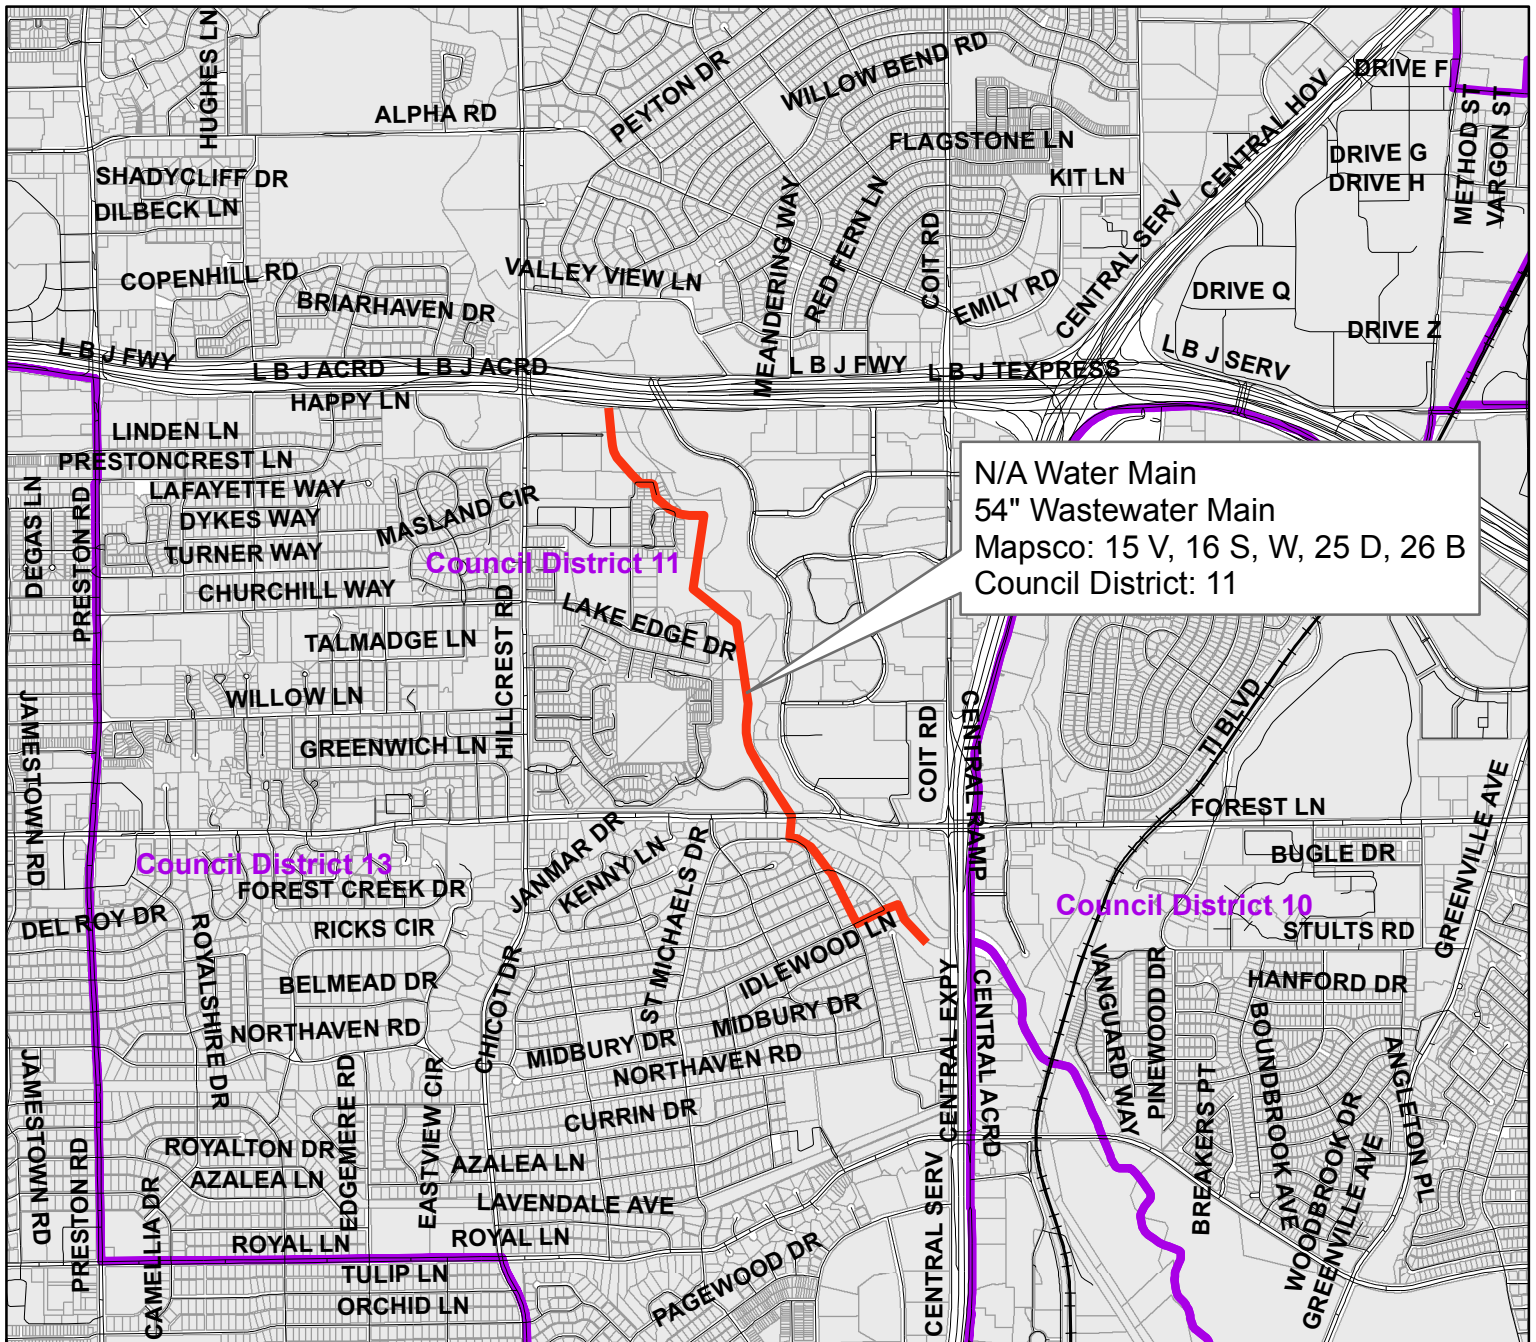 HUGHES LN
ALPHA RD
PEYTON DR
WILLOW BEND RD
DRIVE F
METHOD ST
VARGON ST
CENTRAL HOV
FLAGSTONE LN
DRIVE G
DRIVE H
KIT LN
SHADYCLIFF DR
DILBECK LN
MEANDERING WAY
RED FERN LN
COIT RD
CENTRAL SERV
COPENHILL RD
VALLEY VIEW LN
BRIARHAVEN DR
EMILY RD
DRIVE Q
DRIVE Z
L B J FWY
L B J ACRD
L B J ACRD
L B J FWY
L B J TEXPRESS
L B J SERV
HAPPY LN
LINDEN LN
PRESTONCREST LN
LAFAYETTE WAY
DYKES WAY
MASLAND CIR
TURNER WAY
CHURCHILL WAY
DEGAS LN
PRESTON RD
Council District 11
N/A Water Main
54" Wastewater Main
Mapsco: 15 V, 16 S, W, 25 D, 26 B
Council District: 11
LAKE EDGE DR
TALMADGE LN
HILLCREST RD
WILLOW LN
GREENWICH LN
JAMESTOWN RD
COIT RD
CENTRAL RAMP
TI BLVD
FOREST LN
GREENVILLE AVE
BUGLE DR
Council District 13
FOREST CREEK DR
JANMAR DR
KENNY LN
ST MICHAELS DR
Council District 10
DEL ROY DR
RICKS CIR
STULTS RD
ROYALSHIRE DR
BELMEAD DR
CHICOT DR
IDLEWOOD LN
CENTRAL EXPY
CENTRAL ACRD
VANGUARD WAY
PINEWOOD DR
HANFORD DR
NORTHAVEN RD
MIDBURY DR
MIDBURY DR
NORTHAVEN RD
BOUNDBROOK AVE
ANGLETON PL
JAMESTOWN RD
PRESTON RD
EDGEMERE RD
EASTVIEW CIR
CURRIN DR
BREAKERS PT
WOODBROOK DR
GREENVILLE AVE
ROYALTON DR
AZALEA LN
AZALEA LN
LAVENDALE AVE
CAMELLIA DR
ROYAL LN
ROYAL LN
CENTRAL SERV
PAGEWOOD DR
TULIP LN
ORCHID LN